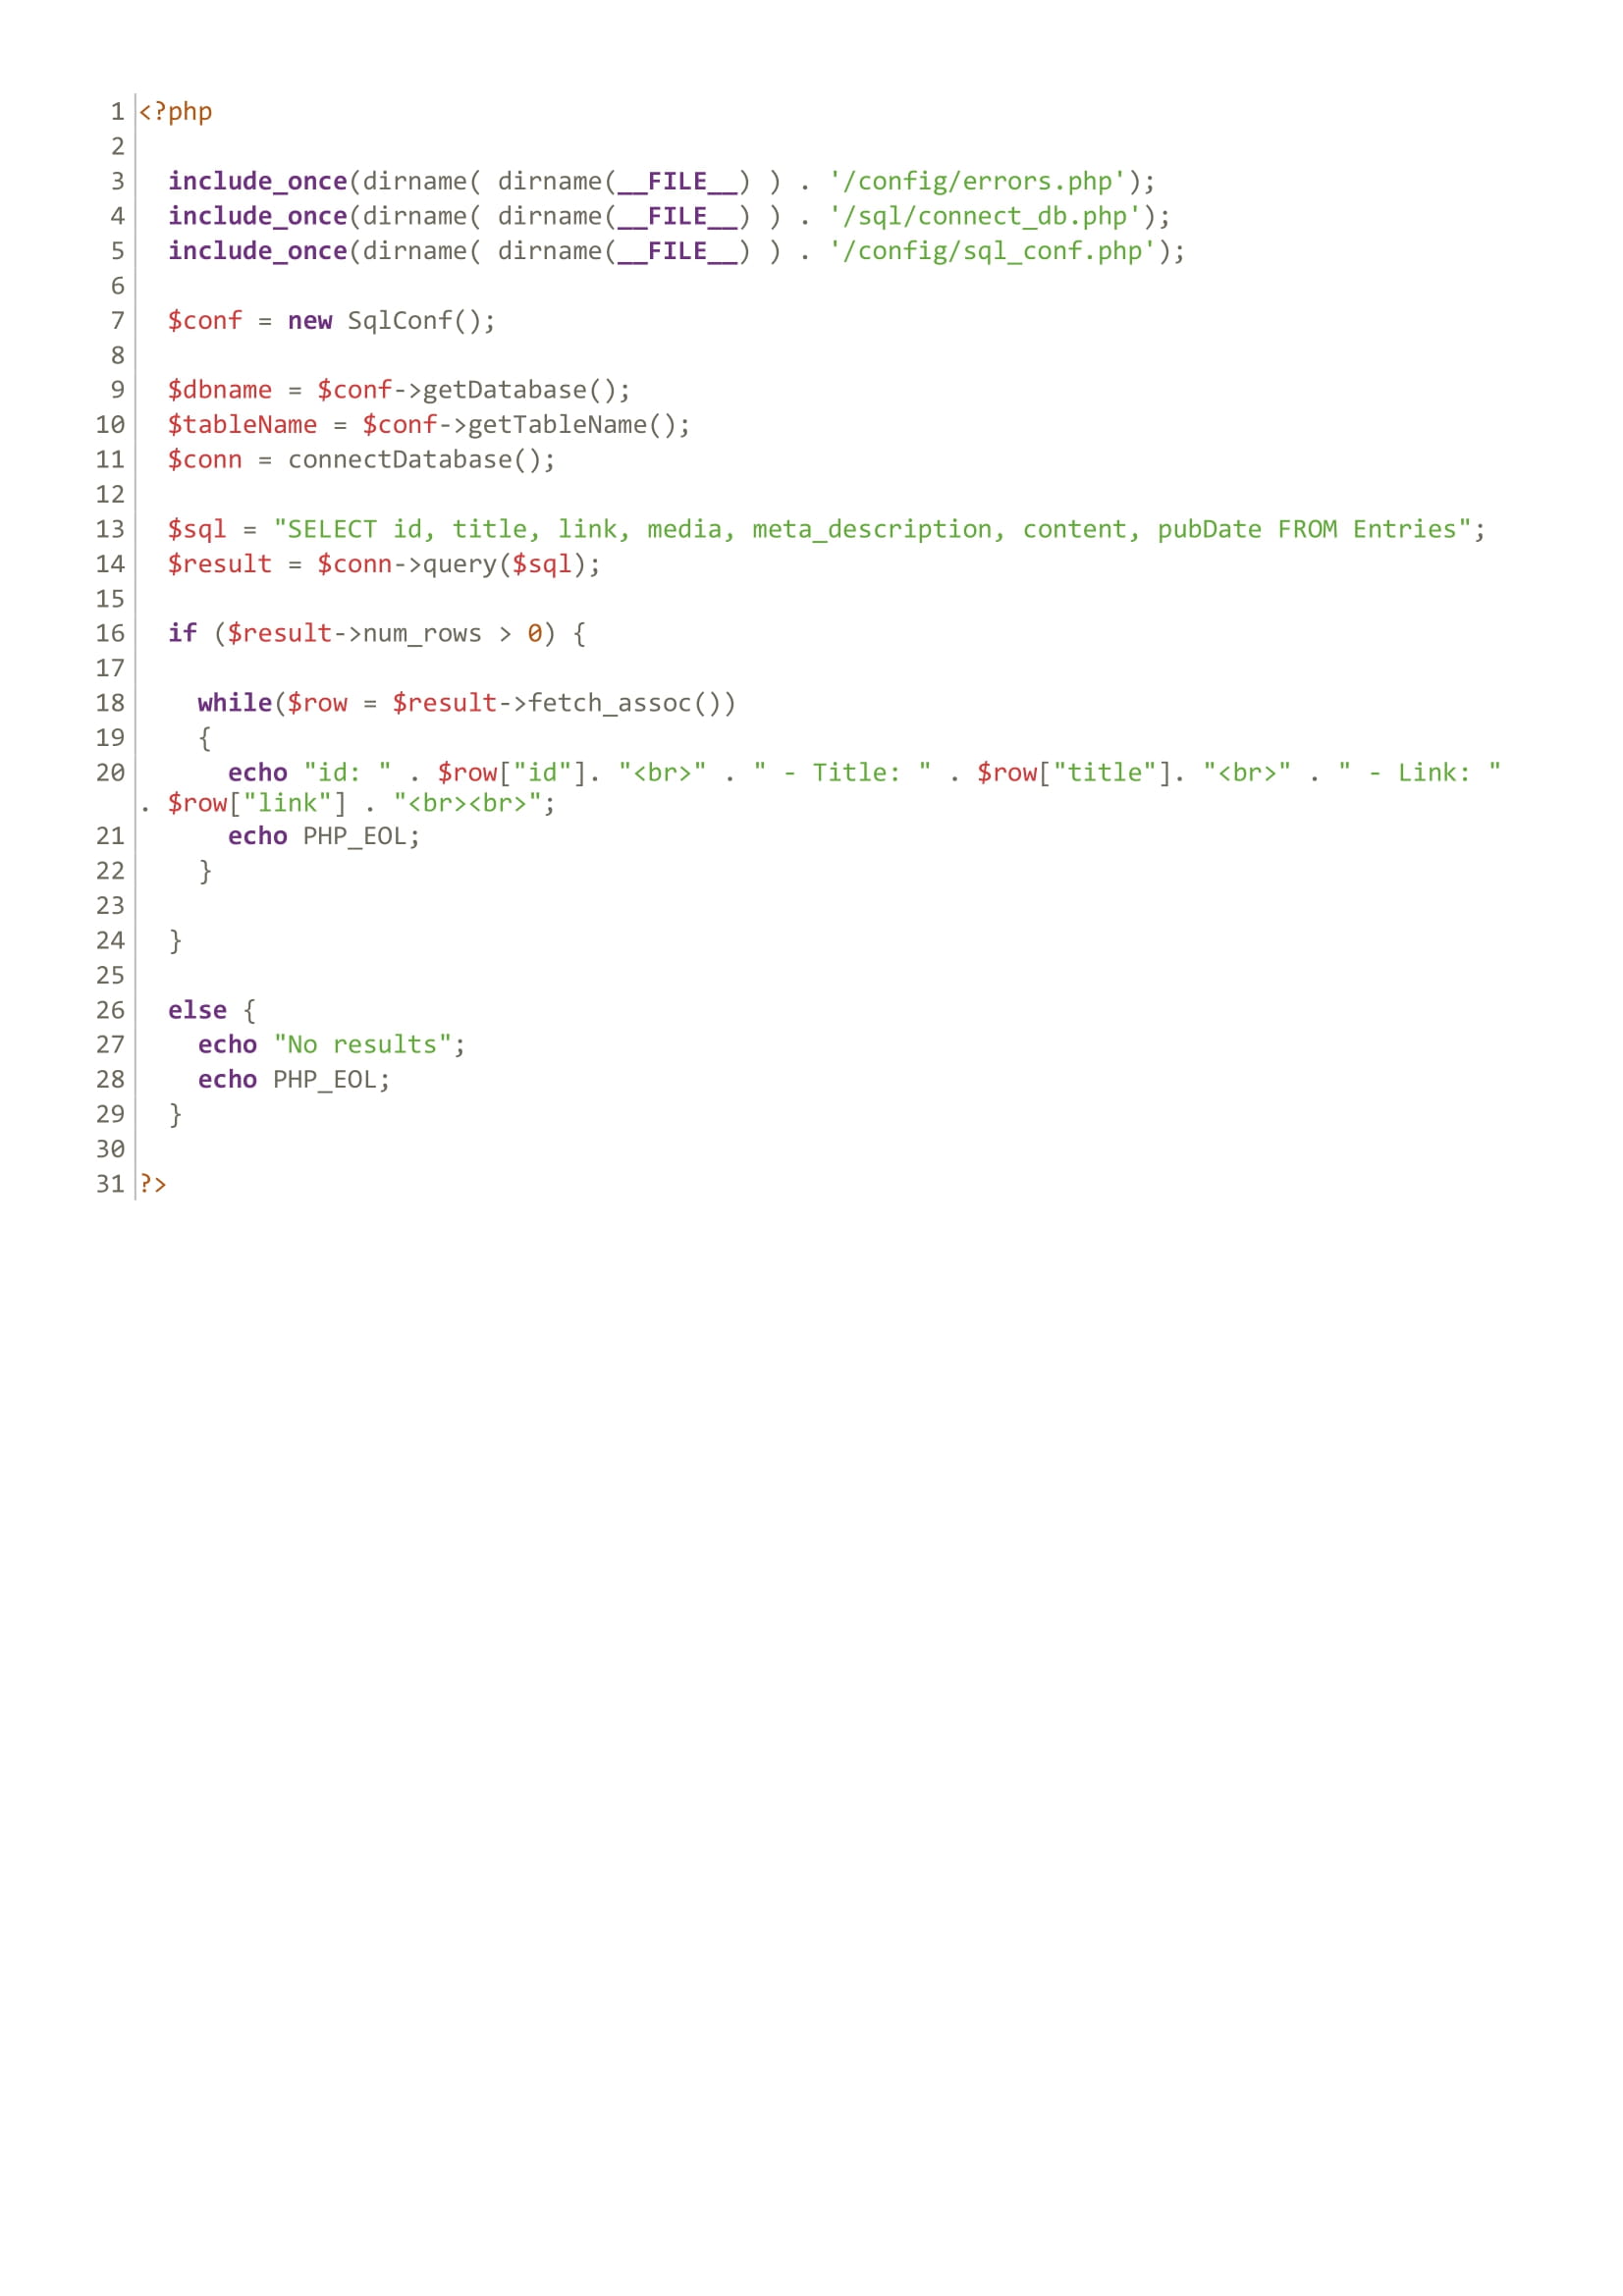 1 <?php
2
3   include_once(dirname( dirname(__FILE__) ) . '/config/errors.php');
4   include_once(dirname( dirname(__FILE__) ) . '/sql/connect_db.php');
5   include_once(dirname( dirname(__FILE__) ) . '/config/sql_conf.php');
6
7   $conf = new SqlConf();
8
9   $dbname = $conf->getDatabase();
10   $tableName = $conf->getTableName();
11   $conn = connectDatabase();
12
13   $sql = "SELECT id, title, link, media, meta_description, content, pubDate FROM Entries";
14   $result = $conn->query($sql);
15
16   if ($result->num_rows > 0) {
17
18     while($row = $result->fetch_assoc())
19     {
20       echo "id: " . $row["id"]. "<br>" . " - Title: " . $row["title"]. "<br>" . " - Link: "
. $row["link"] . "<br><br>";
21       echo PHP_EOL;
22     }
23
24   }
25
26   else {
27     echo "No results";
28     echo PHP_EOL;
29   }
30
31 ?>